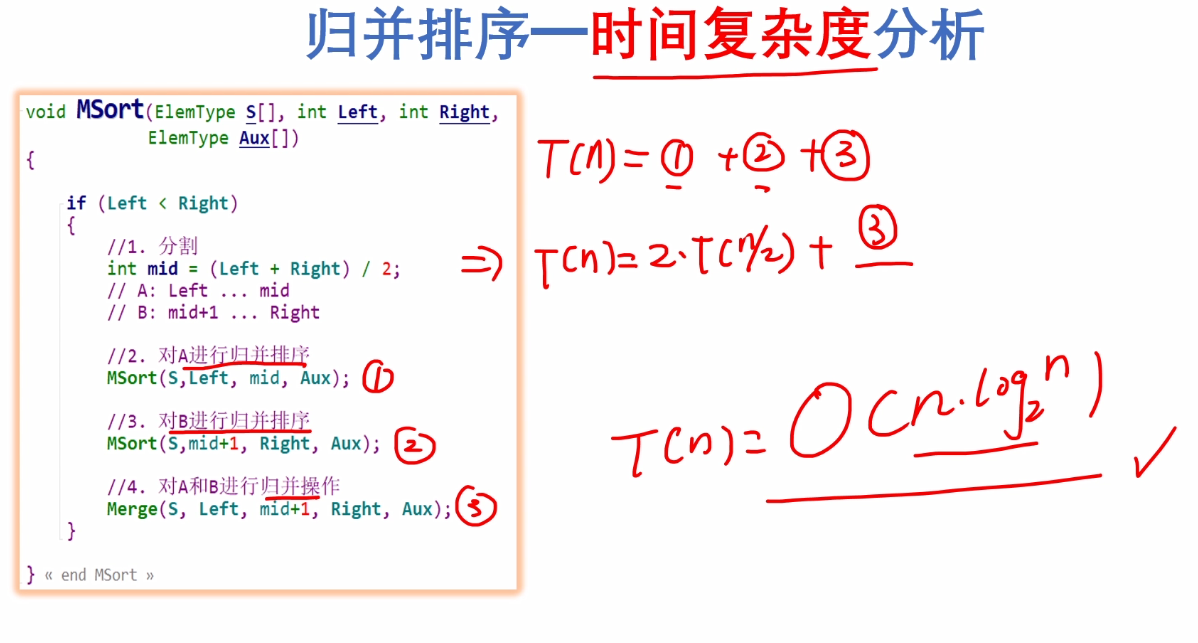 归并排序—时间复杂度分析
void MSort(ElemType S[], int Left, int Right,
ElemType Aux[])
{
if (Left < Right)
{
//1. 分割
int mid = (Left + Right) / 2;
// A: Left ... mid
// B: mid+1 ... Right
//2. 对A进行归并排序
MSort(S,Left, mid, Aux); ①
//3. 对B进行归并排序
MSort(S,mid+1, Right, Aux); ②
//4. 对A和B进行归并操作
Merge(S, Left, mid+1, Right, Aux); ③
}
} « end MSort »
T(n)= ① + ② + ③
=> T(n)= 2·T(n/2) + ③
T(n)= O(n·log₂n) ✓